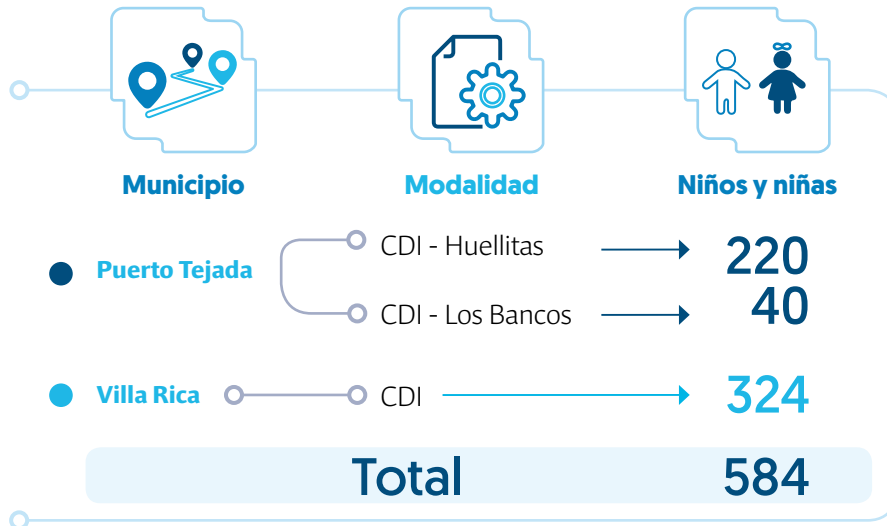 Municipio Modalidad Niños y niñas
Puerto Tejada
CDI - Huellitas 220
CDI - Los Bancos 40
Villa Rica CDI 324
Total 584